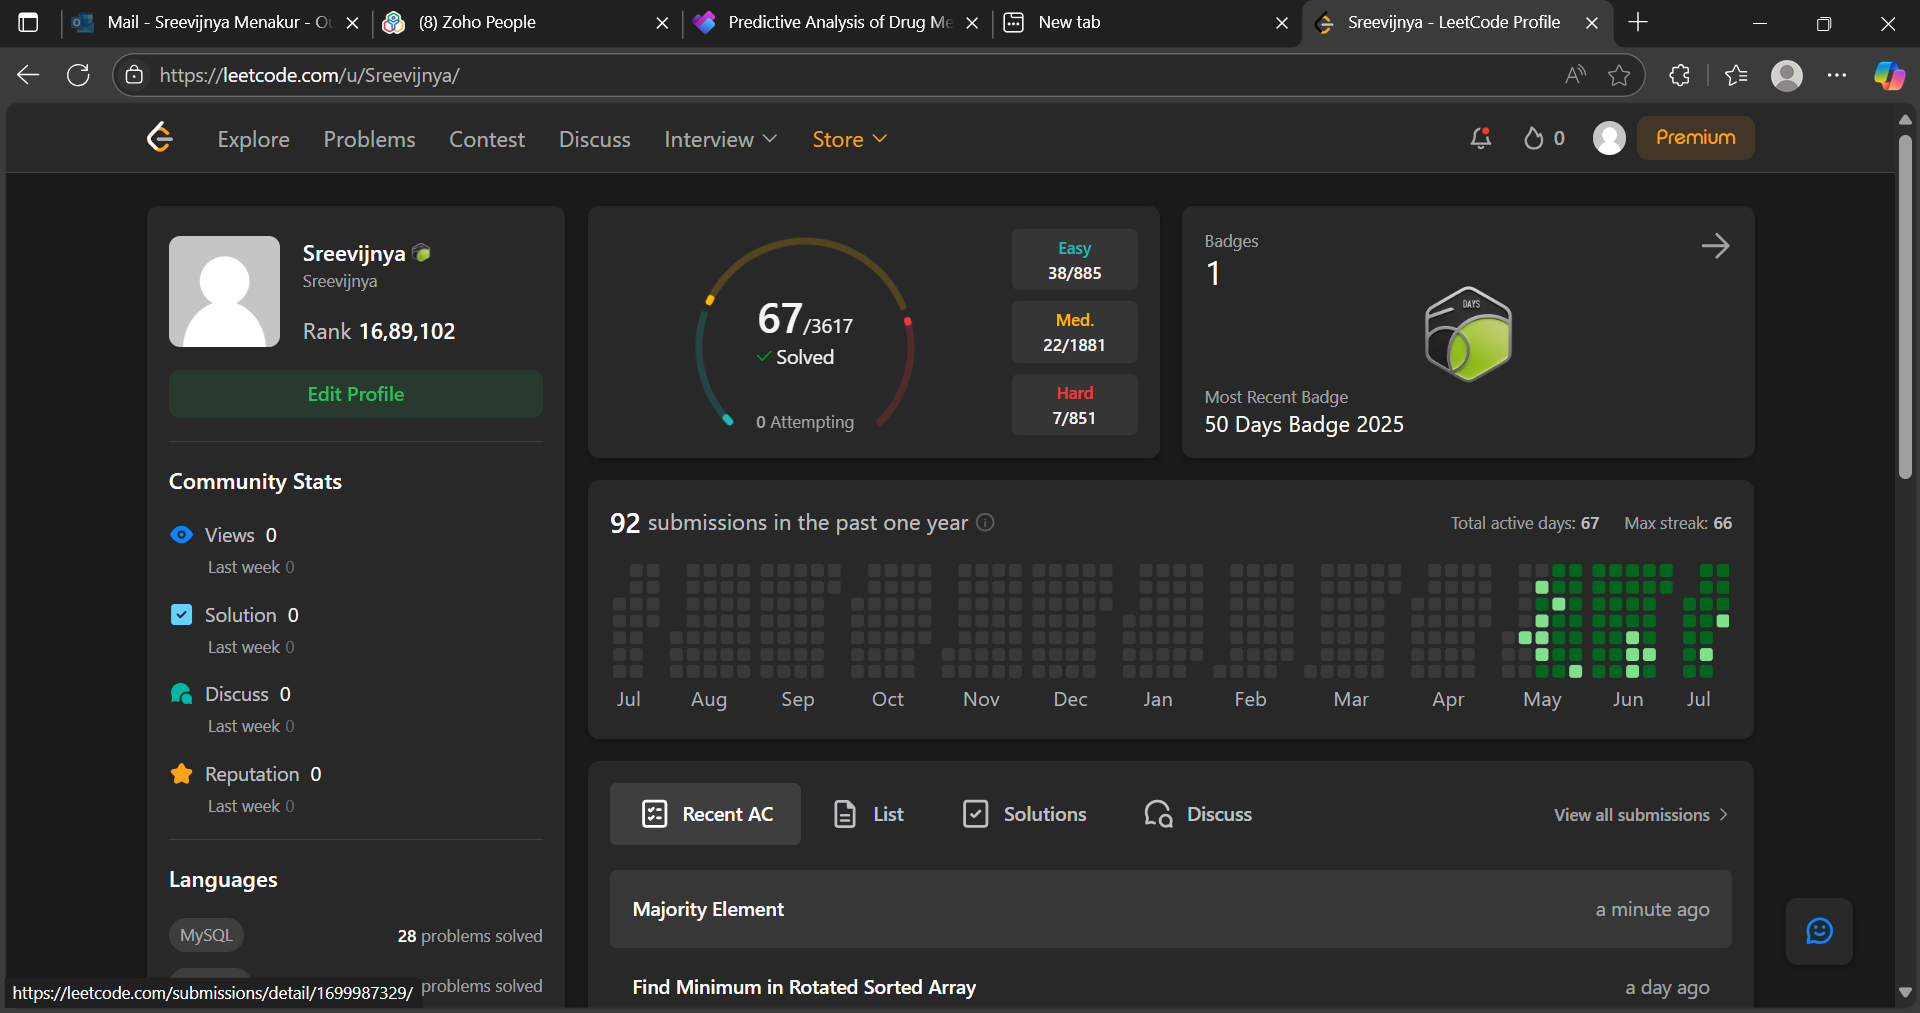 Mail - Sreevijnya Menakur - Ou
(8) Zoho People
Predictive Analysis of Drug Me
New tab
Sreevijnya - LeetCode Profile
https://leetcode.com/u/Sreevijnya/
Explore
Problems
Contest
Discuss
Interview
Store
0
Premium
Sreevijnya
Sreevijnya
Rank 16,89,102
Edit Profile
Community Stats
Views 0
Last week 0
Solution 0
Last week 0
Discuss 0
Last week 0
Reputation 0
Last week 0
Languages
MySQL
28 problems solved
problems solved
https://leetcode.com/submissions/detail/1699987329/
67/3617
Solved
0 Attempting
Easy
38/885
Med.
22/1881
Hard
7/851
Badges
1
DAYS
Most Recent Badge
50 Days Badge 2025
92 submissions in the past one year
Total active days: 67
Max streak: 66
Jul
Aug
Sep
Oct
Nov
Dec
Jan
Feb
Mar
Apr
May
Jun
Jul
Recent AC
List
Solutions
Discuss
View all submissions
Majority Element
a minute ago
Find Minimum in Rotated Sorted Array
a day ago